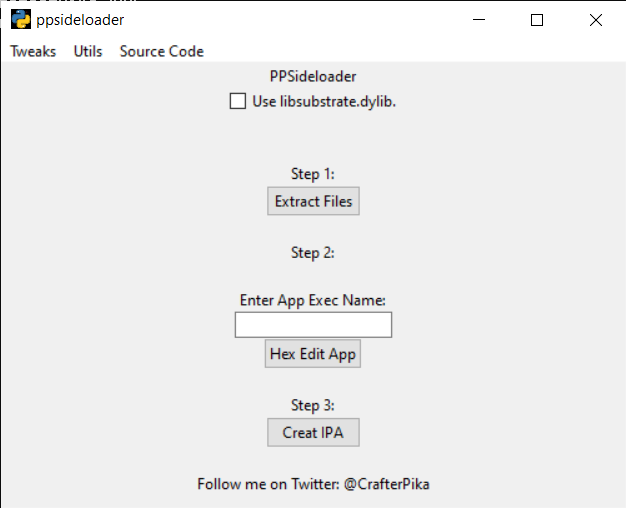 ppsideloader
Tweaks Utils Source Code
PPSideloader
Use libsubstrate.dylib.
Step 1:
Extract Files
Step 2:
Enter App Exec Name:
Hex Edit App
Step 3:
Creat IPA
Follow me on Twitter: @CrafterPika